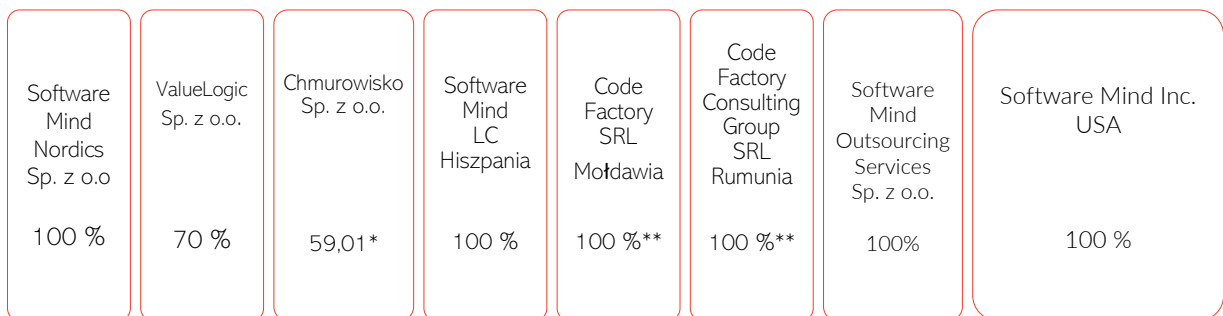 Software
Mind
Nordics
Sp. z o.o
100 %
ValueLogic
Sp. z o.o.
70 %
Chmurowisko
Sp. z o.o.
59,01*
Software
Mind
LC
Hiszpania
100 %
Code
Factory
SRL
Mołdawia
100 %**
Code
Factory
Consulting
Group
SRL
Rumunia
100 %**
Software
Mind
Outsourcing
Services
Sp. z o.o.
100%
Software Mind Inc.
USA
100 %